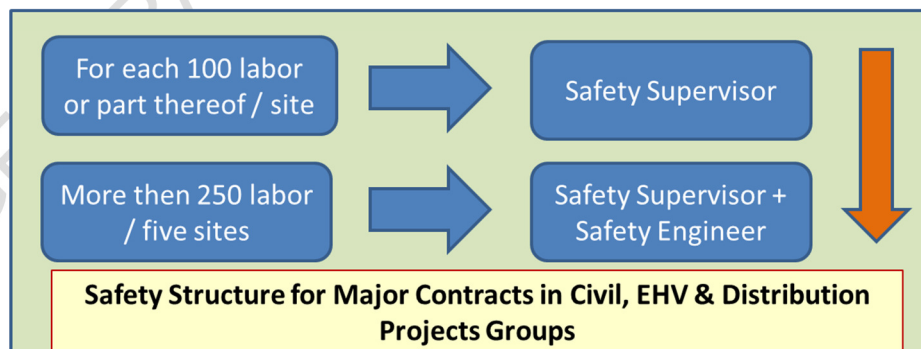 For each 100 labor
or part thereof / site
Safety Supervisor
More then 250 labor
/ five sites
Safety Supervisor +
Safety Engineer
Safety Structure for Major Contracts in Civil, EHV & Distribution
Projects Groups